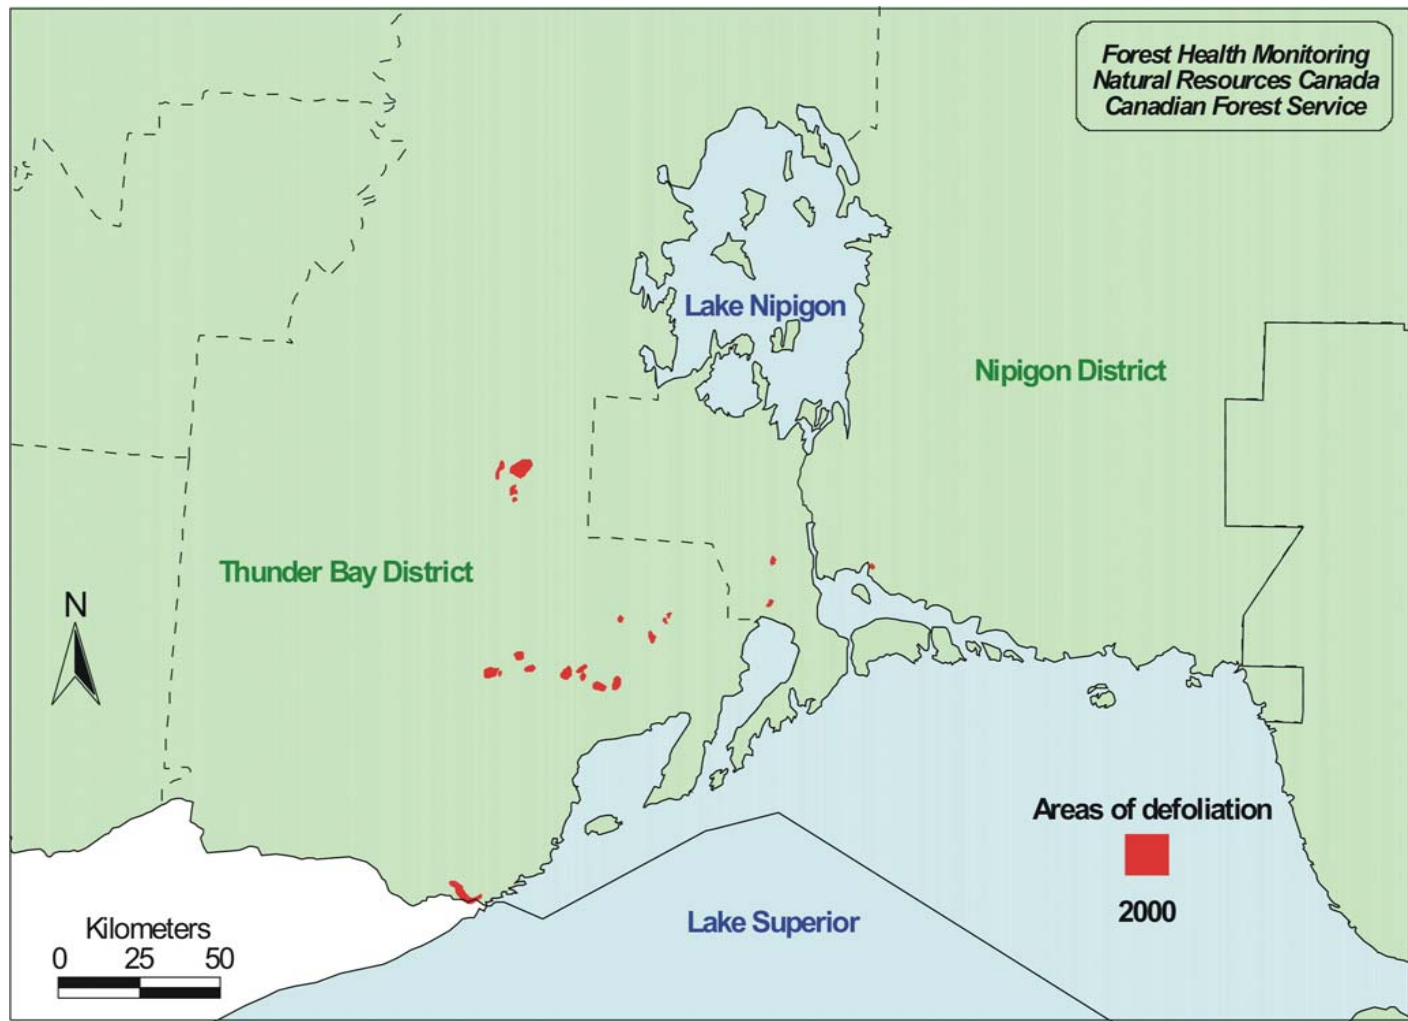 Forest Health Monitoring
Natural Resources Canada
Canadian Forest Service
Lake Nipigon
Nipigon District
Thunder Bay District
N
Areas of defoliation
2000
Lake Superior
Kilometers
0 25 50